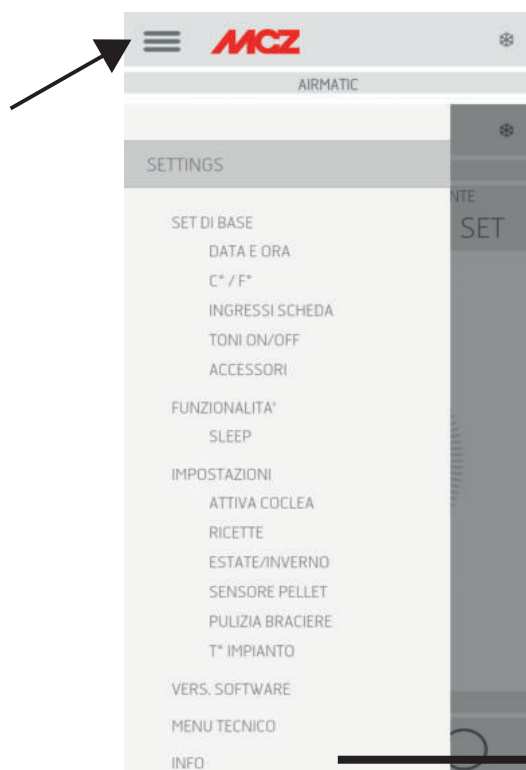 MCZ
AIRMATIC
SETTINGS
NTE
SET
SET DI BASE
DATA E ORA
C° / F°
INGRESSI SCHEDA
TONI ON/OFF
ACCESSORI
FUNZIONALITA'
SLEEP
IMPOSTAZIONI
ATTIVA COCLEA
RICETTE
ESTATE/INVERNO
SENSORE PELLET
PULIZIA BRACIERE
T° IMPIANTO
VERS. SOFTWARE
MENU TECNICO
INFO